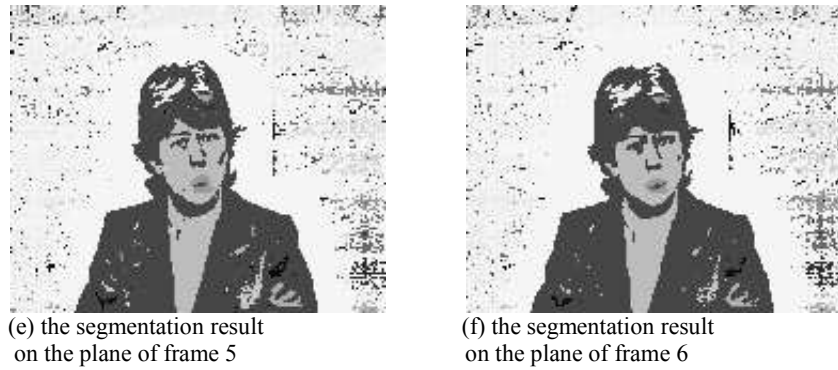 (e) the segmentation result
on the plane of frame 5
(f) the segmentation result
on the plane of frame 6